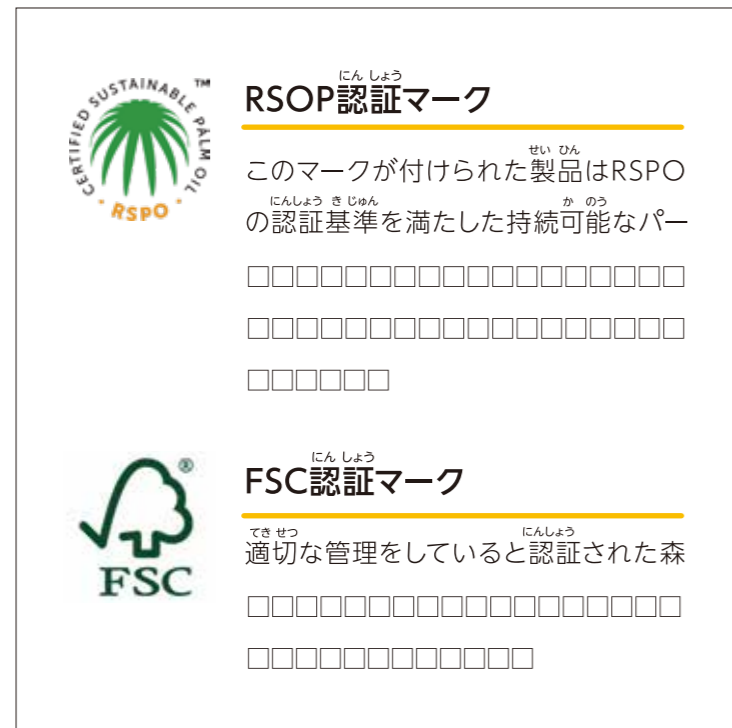 CERTIFIED SUSTAINABLE PALM OIL ™
RSPO
にんしょう
RSOP認証マーク
せいひん
このマークが付けられた製品はRSPO
にんしょうきじゅん かのう
の認証基準を満たした持続可能なパー
□□□□□□□□□□□□□□□□□□
□□□□□□□□□□□□□□□□□□
□□□□□□
®
FSC
にんしょう
FSC認証マーク
てきせつ にんしょう
適切な管理をしていると認証された森
□□□□□□□□□□□□□□□□□□
□□□□□□□□□□□□